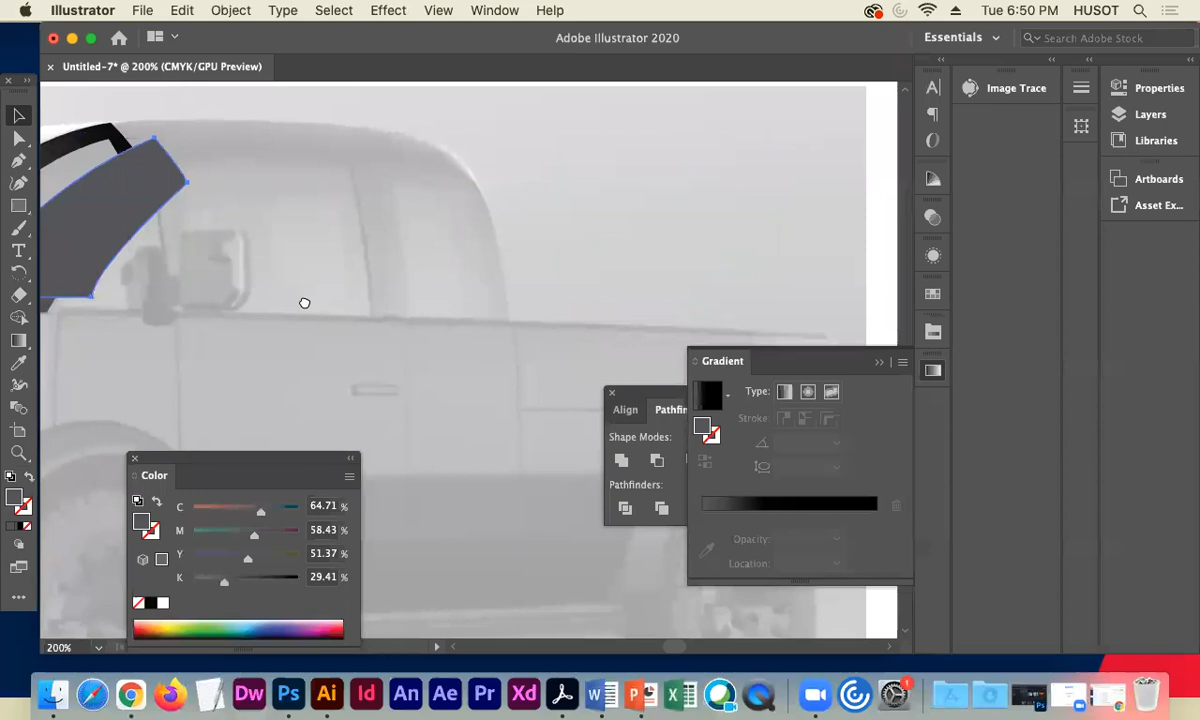 Illustrator File Edit Object Type Select Effect View Window Help Tue 6:50 PM HUSOT
Adobe Illustrator 2020 Essentials Search Adobe Stock
× Untitled-7* @ 200% (CMYK/GPU Preview)
Image Trace
Properties
Layers
Libraries
Artboards
Asset Ex...
Gradient
Type:
Stroke:
Opacity:
Location:
Align Pathfin
Shape Modes:
Pathfinders:
Color
C 64.71 %
M 58.43 %
Y 51.37 %
K 29.41 %
200%
Dw Ps Ai Id An Ae Pr Xd W P X 1